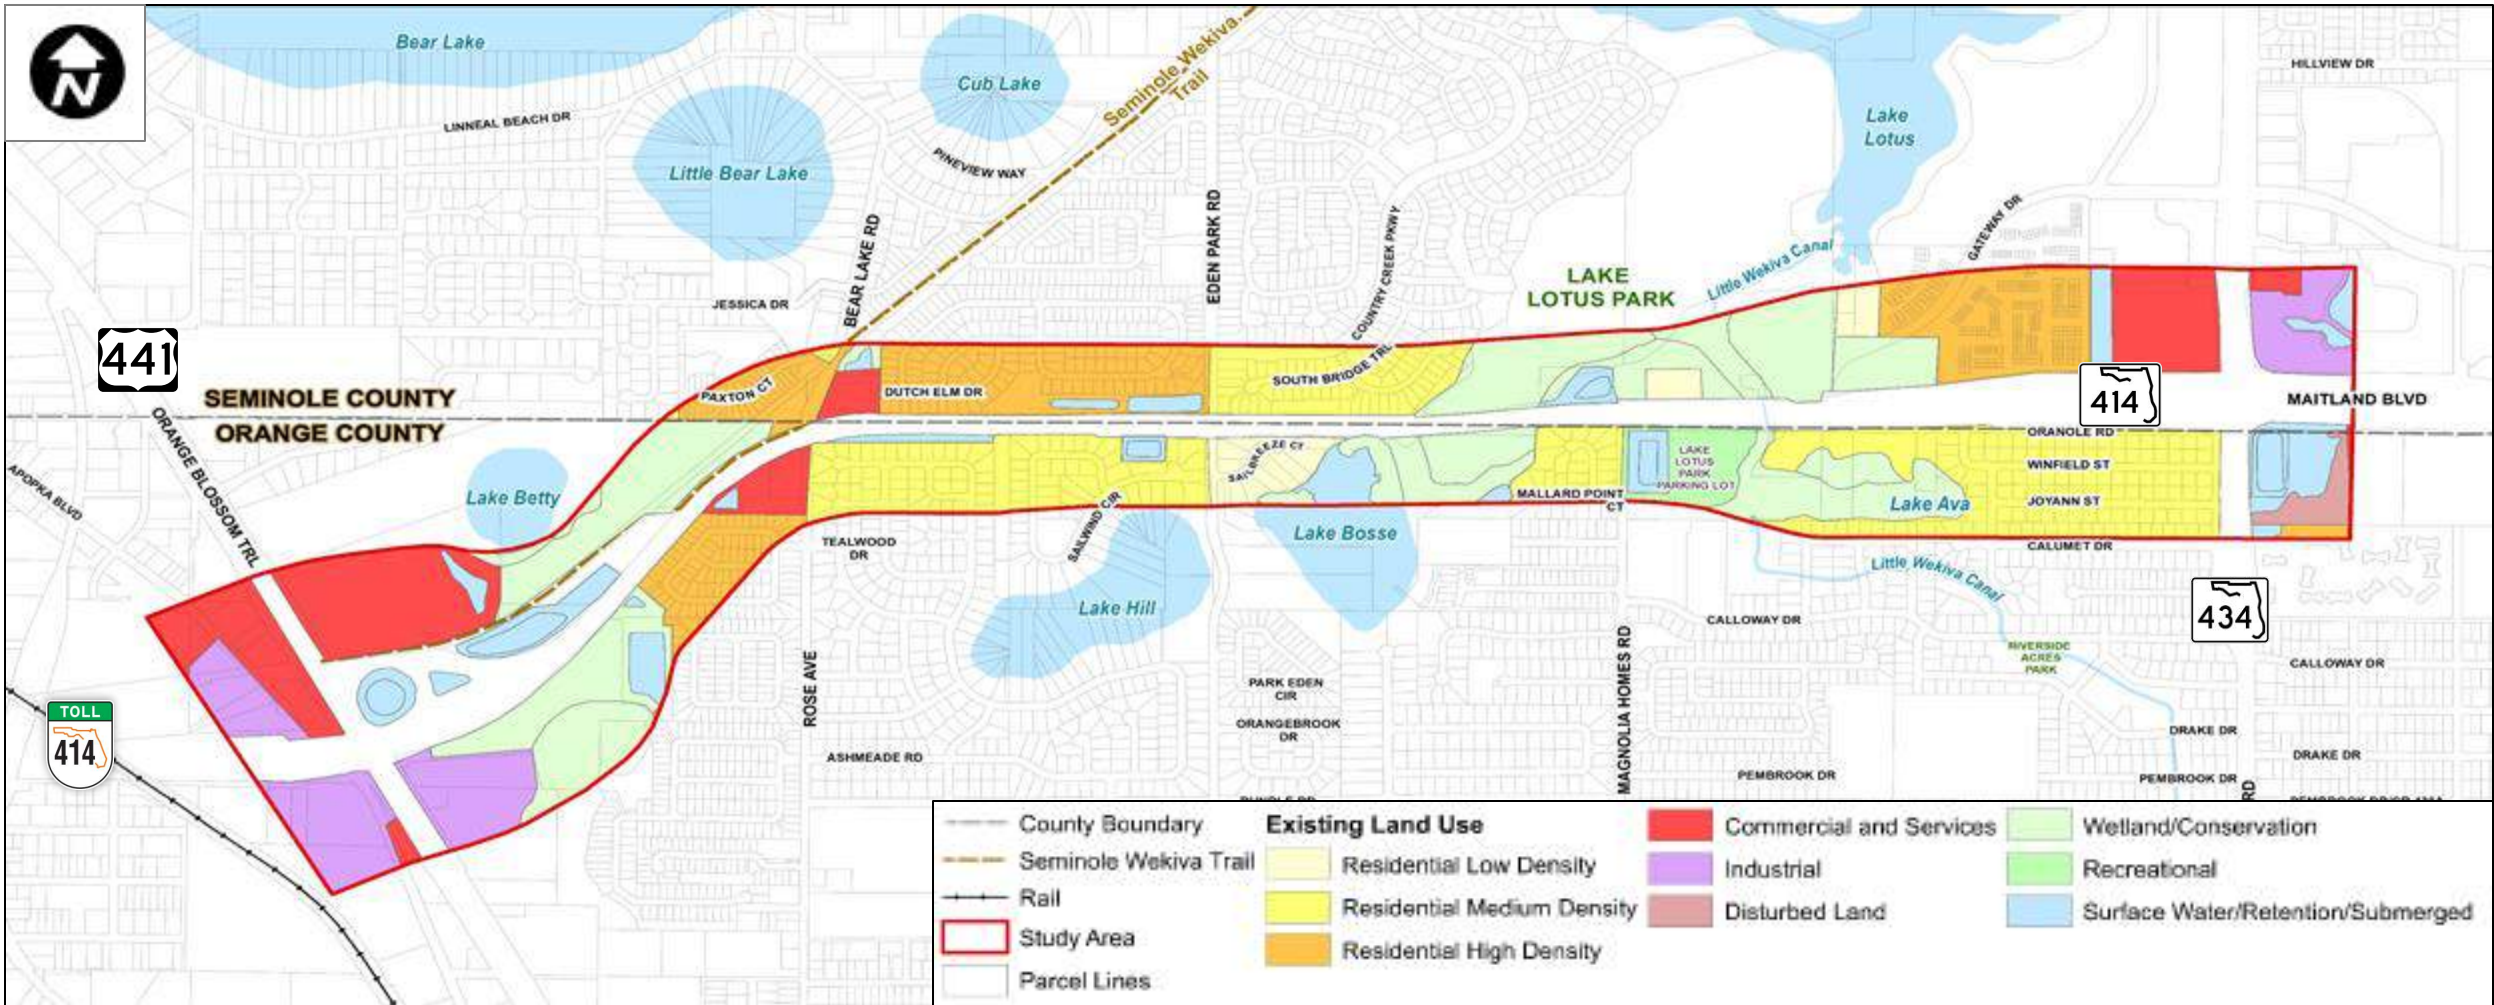 N
Bear Lake
LINNEAL BEACH DR
Cub Lake
Little Bear Lake
PINEVIEW WAY
Seminole Wekiva
Trail
HILLVIEW DR
Lake
Lotus
JESSICA DR
BEAR LAKE RD
EDEN PARK RD
COUNTRY CREEK PKWY
LAKE
LOTUS PARK
Little Wekiva Canal
GATEWAY DR
441
SEMINOLE COUNTY
ORANGE COUNTY
ORANGE BLOSSOM TRL
APOPKA BLVD
PAXTON CT
DUTCH ELM DR
SOUTH BRIDGE TRL
414
MAITLAND BLVD
ORANOLE RD
WINFIELD ST
JOYANN ST
CALUMET DR
Lake Betty
SAILBREEZE CT
LAKE
LOTUS
PARK
PARKING LOT
MALLARD POINT
CT
Lake Ava
TEALWOOD
DR
SAILWIND CIR
Lake Bosse
Lake Hill
Little Wekiva Canal
434
CALLOWAY DR
RIVERSIDE
ACRES
PARK
CALLOWAY DR
ROSE AVE
PARK EDEN
CIR
ORANGEBROOK
DR
MAGNOLIA HOMES RD
ASHMEADE RD
DRAKE DR
DRAKE DR
PEMBROOK DR
PEMBROOK DR
RD
TOLL
414
County Boundary
Seminole Wekiva Trail
Rail
Study Area
Parcel Lines
Existing Land Use
Residential Low Density
Residential Medium Density
Residential High Density
Commercial and Services
Industrial
Disturbed Land
Wetland/Conservation
Recreational
Surface Water/Retention/Submerged